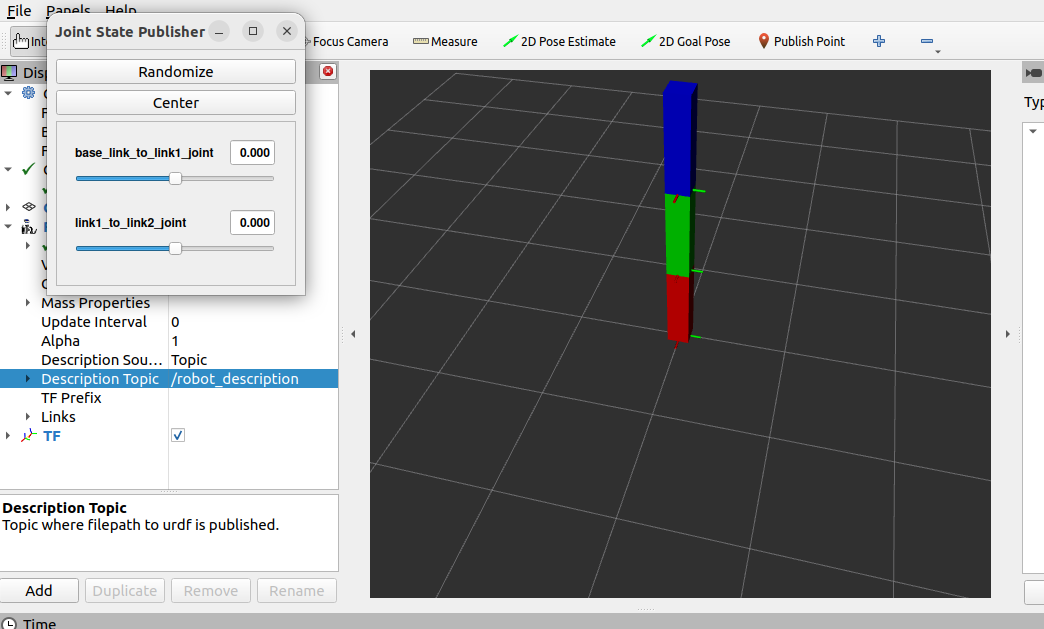 File Panels Help
Joint State Publisher
Int
Focus Camera
Measure
2D Pose Estimate
2D Goal Pose
Publish Point
Randomize
Center
base_link_to_link1_joint 0.000
link1_to_link2_joint 0.000
Disp
Mass Properties
Update Interval 0
Alpha 1
Description Sou... Topic
Description Topic /robot_description
TF Prefix
Links
TF
Description Topic
Topic where filepath to urdf is published.
Add Duplicate Remove Rename
Time
Typ